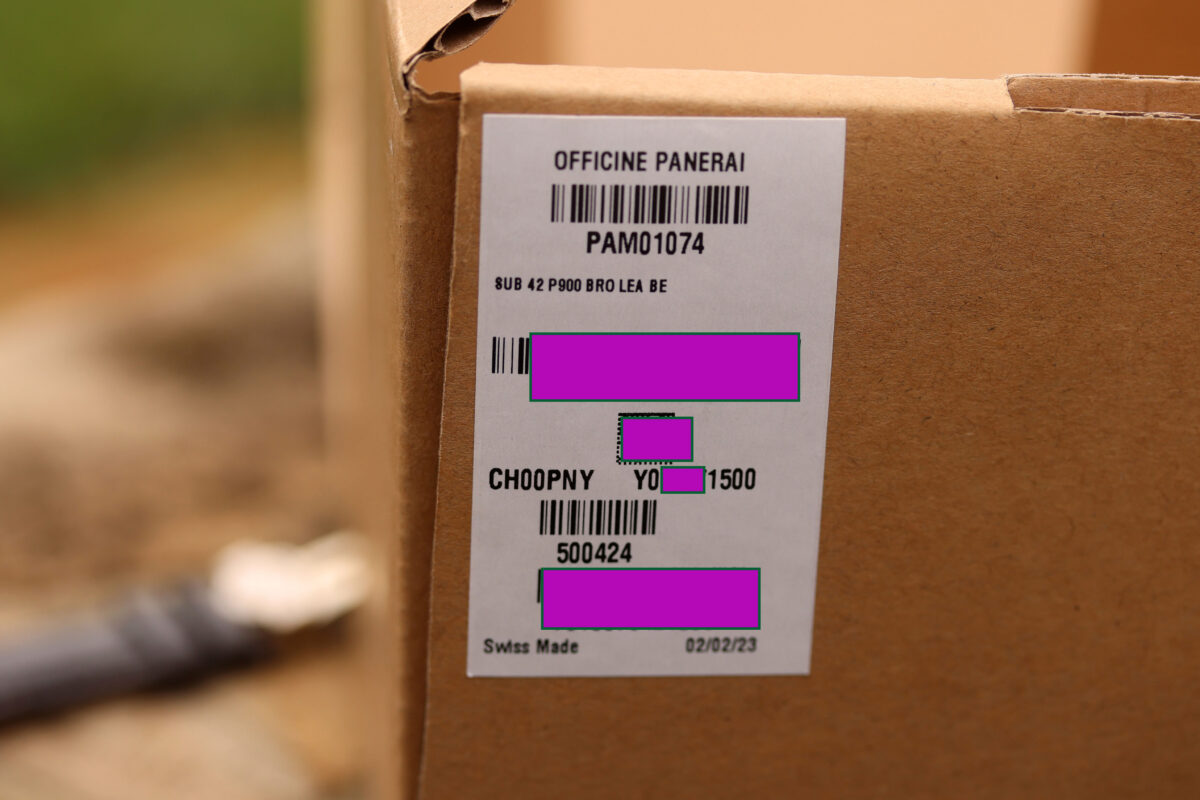 OFFICINE PANERAI
PAM01074
SUB 42 P900 BRO LEA BE
CH00PNY Y0 1500
500424
Swiss Made 02/02/23